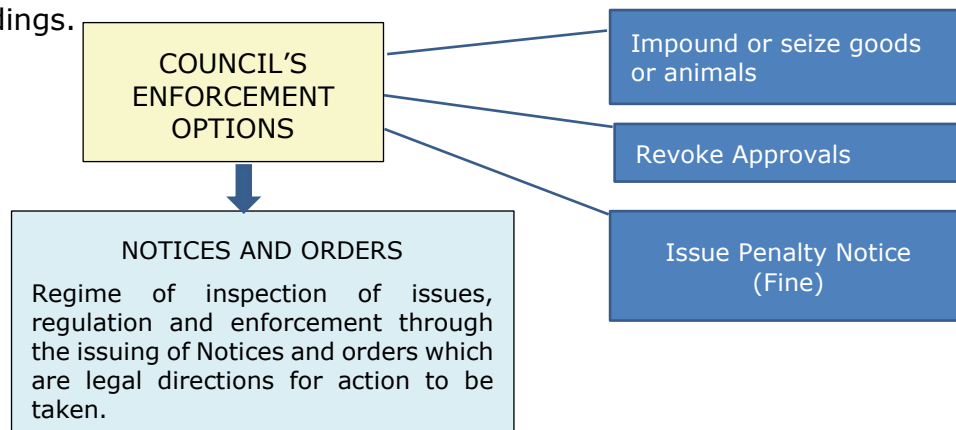 dings.
COUNCIL'S
ENFORCEMENT
OPTIONS
Impound or seize goods
or animals
Revoke Approvals
Issue Penalty Notice
(Fine)
NOTICES AND ORDERS
Regime of inspection of issues,
regulation and enforcement through
the issuing of Notices and orders which
are legal directions for action to be
taken.